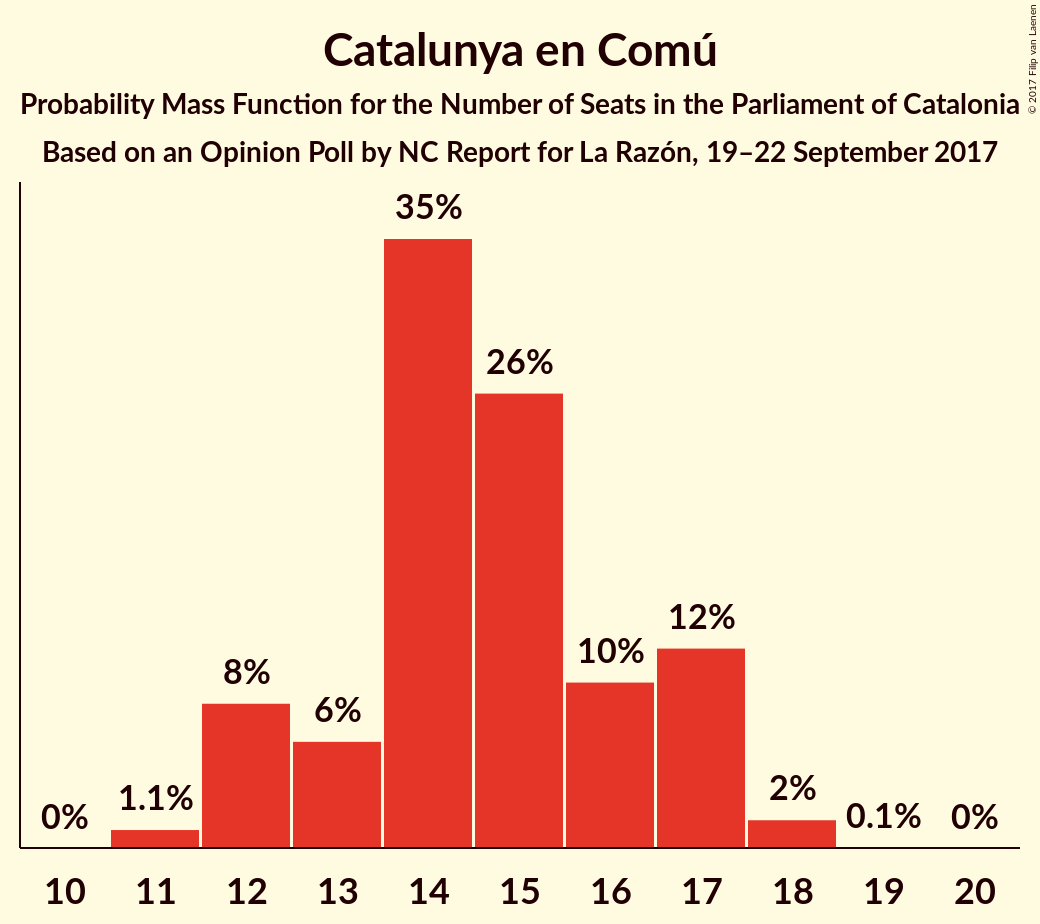 Catalunya en Comú
Probability Mass Function for the Number of Seats in the Parliament of Catalonia
Based on an Opinion Poll by NC Report for La Razón, 19–22 September 2017
© 2017 Filip van Laenen
35%
26%
12%
10%
8%
6%
2%
1.1%
0%
0.1%
0%
10 11 12 13 14 15 16 17 18 19 20